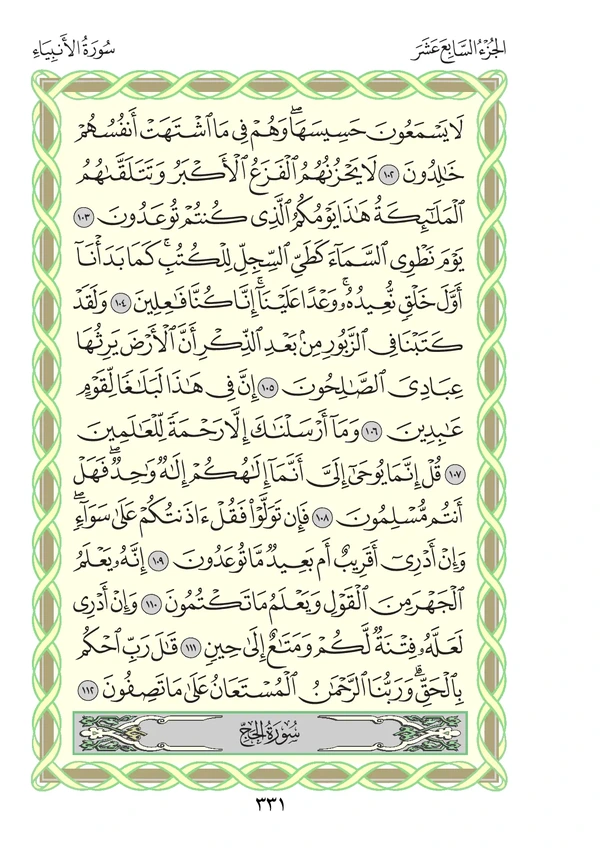 الجُزْءُ السَّابِعَ عَشَرَ
سُورَةُ الأَنبِيَاءِ
لَا يَسْمَعُونَ حَسِيسَهَا ۖ وَهُمْ فِي مَا اشْتَهَتْ أَنفُسُهُمْ
خَالِدُونَ ١٠٢ لَا يَحْزُنُهُمُ الْفَزَعُ الْأَكْبَرُ وَتَتَلَقَّاهُمُ
الْمَلَائِكَةُ هَٰذَا يَوْمُكُمُ الَّذِي كُنتُمْ تُوعَدُونَ ١٠٣
يَوْمَ نَطْوِي السَّمَاءَ كَطَيِّ السِّجِلِّ لِلْكُتُبِ ۚ كَمَا بَدَأْنَا
أَوَّلَ خَلْقٍ نُّعِيدُهُ ۚ وَعْدًا عَلَيْنَا ۚ إِنَّا كُنَّا فَاعِلِينَ ١٠٤ وَلَقَدْ
كَتَبْنَا فِي الزَّبُورِ مِن بَعْدِ الذِّكْرِ أَنَّ الْأَرْضَ يَرِثُهَا
عِبَادِيَ الصَّالِحُونَ ١٠٥ إِنَّ فِي هَٰذَا لَبَلَاغًا لِّقَوْمٍ
عَابِدِينَ ١٠٦ وَمَا أَرْسَلْنَاكَ إِلَّا رَحْمَةً لِّلْعَالَمِينَ
١٠٧ قُلْ إِنَّمَا يُوحَىٰ إِلَيَّ أَنَّمَا إِلَٰهُكُمْ إِلَٰهٌ وَاحِدٌ ۖ فَهَلْ
أَنتُم مُّسْلِمُونَ ١٠٨ فَإِن تَوَلَّوْا فَقُلْ ءَاذَنتُكُمْ عَلَىٰ سَوَاءٍ ۖ
وَإِنْ أَدْرِي أَقَرِيبٌ أَم بَعِيدٌ مَّا تُوعَدُونَ ١٠٩ إِنَّهُ يَعْلَمُ
الْجَهْرَ مِنَ الْقَوْلِ وَيَعْلَمُ مَا تَكْتُمُونَ ١١٠ وَإِنْ أَدْرِي
لَعَلَّهُ فِتْنَةٌ لَّكُمْ وَمَتَاعٌ إِلَىٰ حِينٍ ١١١ قَالَ رَبِّ احْكُم
بِالْحَقِّ ۗ وَرَبُّنَا الرَّحْمَٰنُ الْمُسْتَعَانُ عَلَىٰ مَا تَصِفُونَ ١١٢
سُورَةُ الحَجِّ
٣٣١